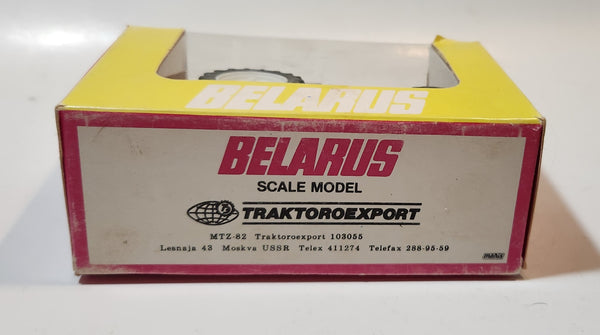 BELARUS
BELARUS
SCALE MODEL
TRAKTOROEXPORT
MTZ-82 Traktoroexport 103055
Lesnaja 43 Moskva USSR Telex 411274 Telefax 288-95-59